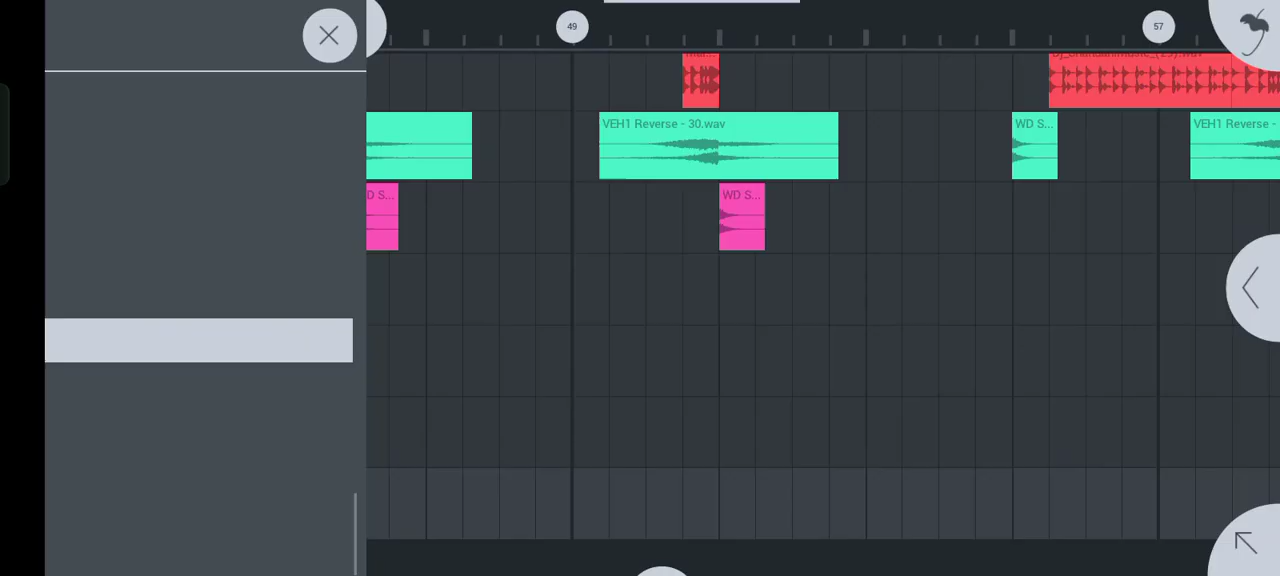 49
57
VEH1 Reverse - 30.wav
WD S...
VEH1 Reverse -
D S...
WD S...